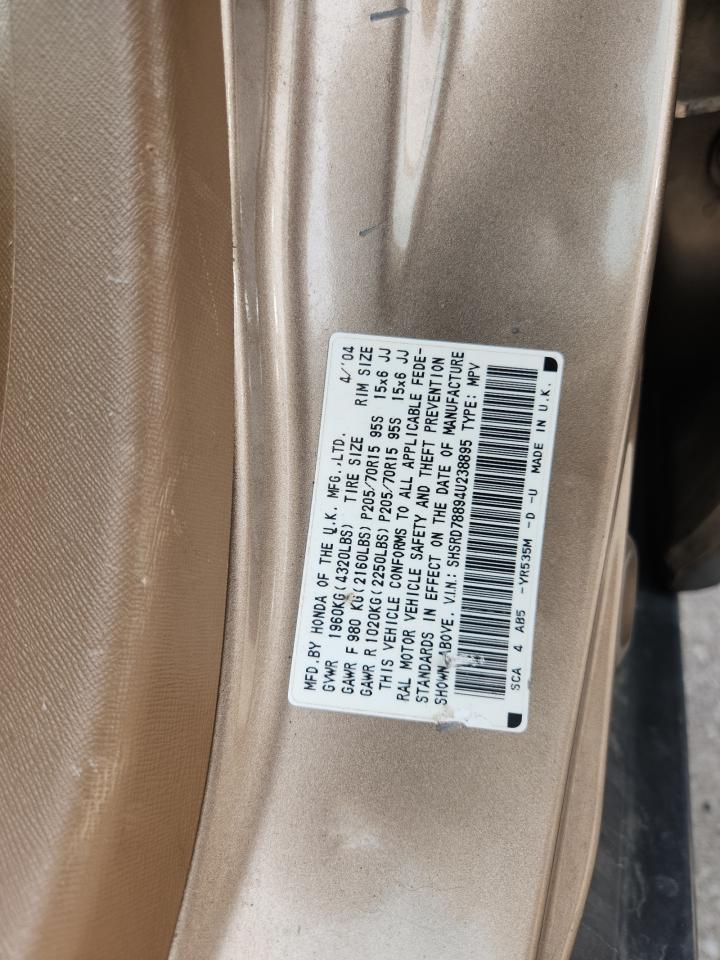 MFD.BY HONDA OF THE U.K. MFG.,LTD. 4/'04
GVWR 1960KG(4320LBS) TIRE SIZE RIM SIZE
GAWR F 980 KG(2160LBS)P205/70R15 95S 15x6 JJ
GAWR R 1020KG(2250LBS)P205/70R15 95S 15x6 JJ
THIS VEHICLE CONFORMS TO ALL APPLICABLE FEDE-
RAL MOTOR VEHICLE SAFETY AND THEFT PREVENTION
STANDARDS IN EFFECT ON THE DATE OF MANUFACTURE
SHOWN ABOVE. V.I.N.: SHSRD78894U238895 TYPE: MPV
SCA 4 AB5 -YR535M -D -U MADE IN U.K.